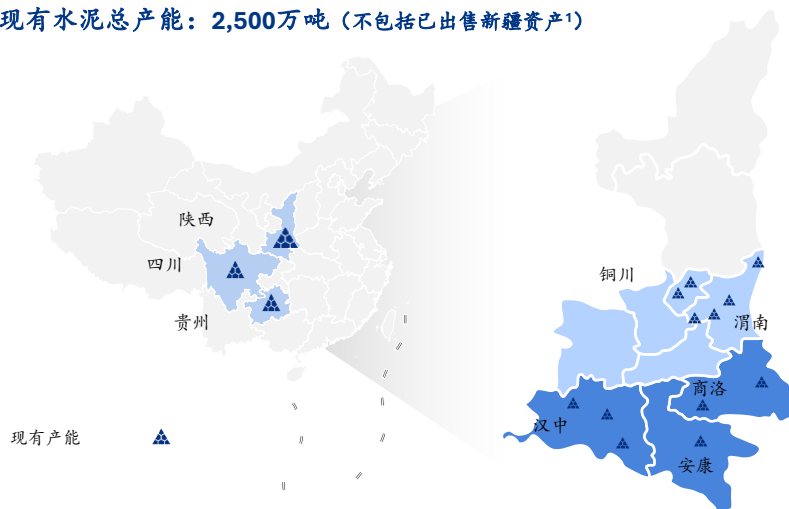 现有水泥总产能：2,500万吨（不包括已出售新疆资产¹）
陕西
四川
贵州
现有产能
铜川
渭南
商洛
汉中
安康